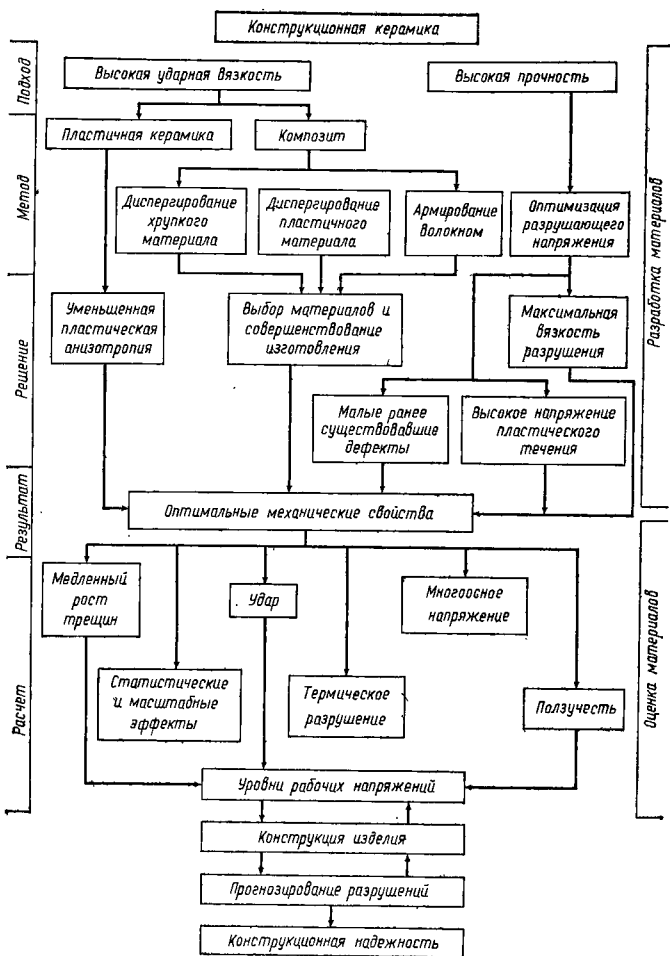 Конструкционная керамика
Подход
Высокая ударная вязкость
Высокая прочность
Метод
Пластичная керамика
Композит
Диспергирование
хрупкого
материала
Диспергирование
пластичного
материала
Армирование
волокном
Оптимизация
разрушающего
напряжения
Разработка материалов
Решение
Уменьшенная
пластическая
анизотропия
Выбор материалов и
совершенствование
изготовления
Максимальная
вязкость
разрушения
Малые ранее
существовавшие
дефекты
Высокое напряжение
пластического
течения
Результат
Оптимальные механические свойства
Расчет
Медленный
рост
трещин
Удар
Многоосное
напряжение
Оценка материалов
Статистические
и масштабные
эффекты
Термическое
разрушение
Ползучесть
Уровни рабочих напряжений
Конструкция изделия
Прогнозирование разрушений
Конструкционная надежность